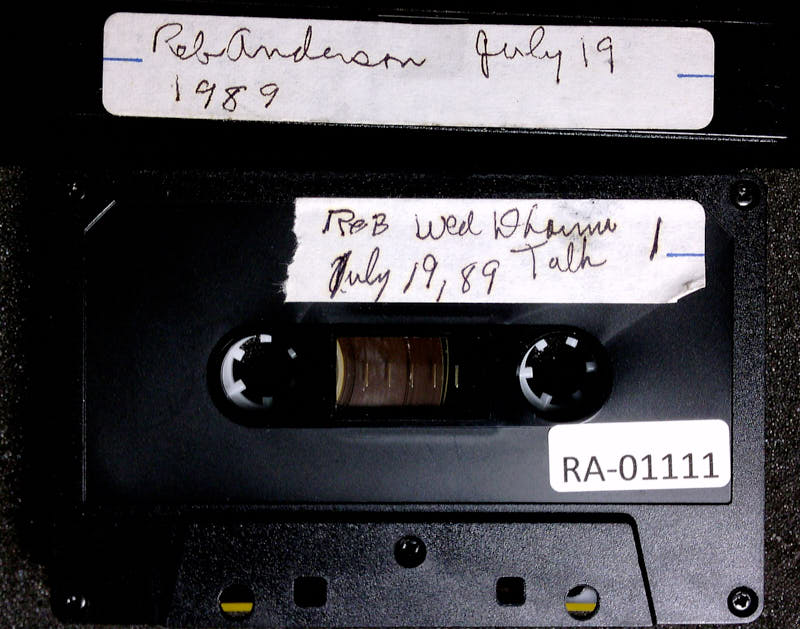 Reb Anderson July 19
1989
ReB Wed Dharma 1
July 19, 89 Talk
RA-01111